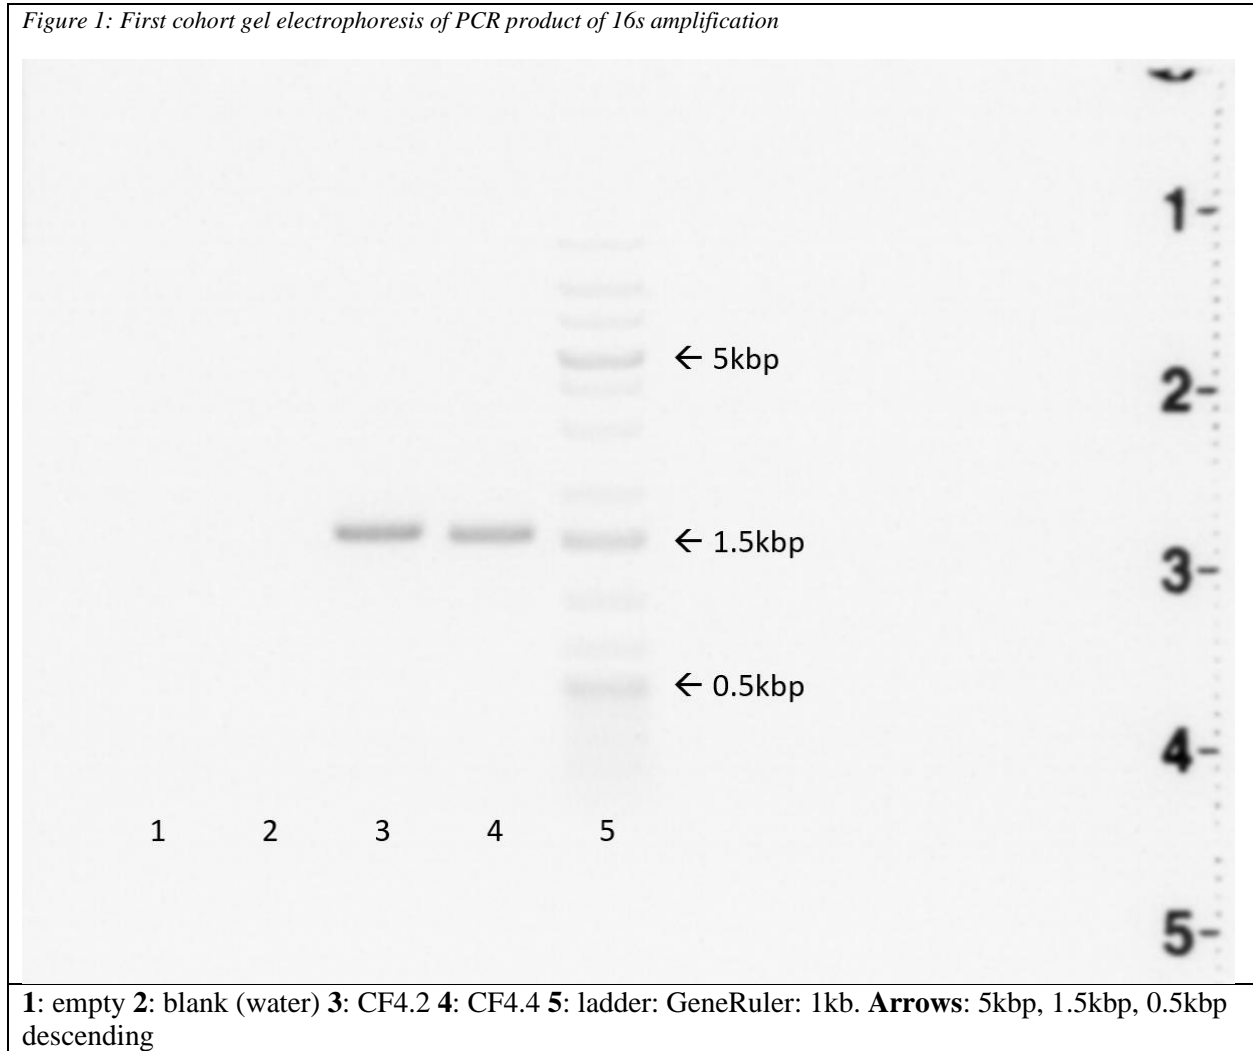 Figure 1: First cohort gel electrophoresis of PCR product of 16s amplification
1-
← 5kbp
2-
← 1.5kbp
3-
← 0.5kbp
4-
1 2 3 4 5
5-
1: empty 2: blank (water) 3: CF4.2 4: CF4.4 5: ladder: GeneRuler: 1kb. Arrows: 5kbp, 1.5kbp, 0.5kbp
descending